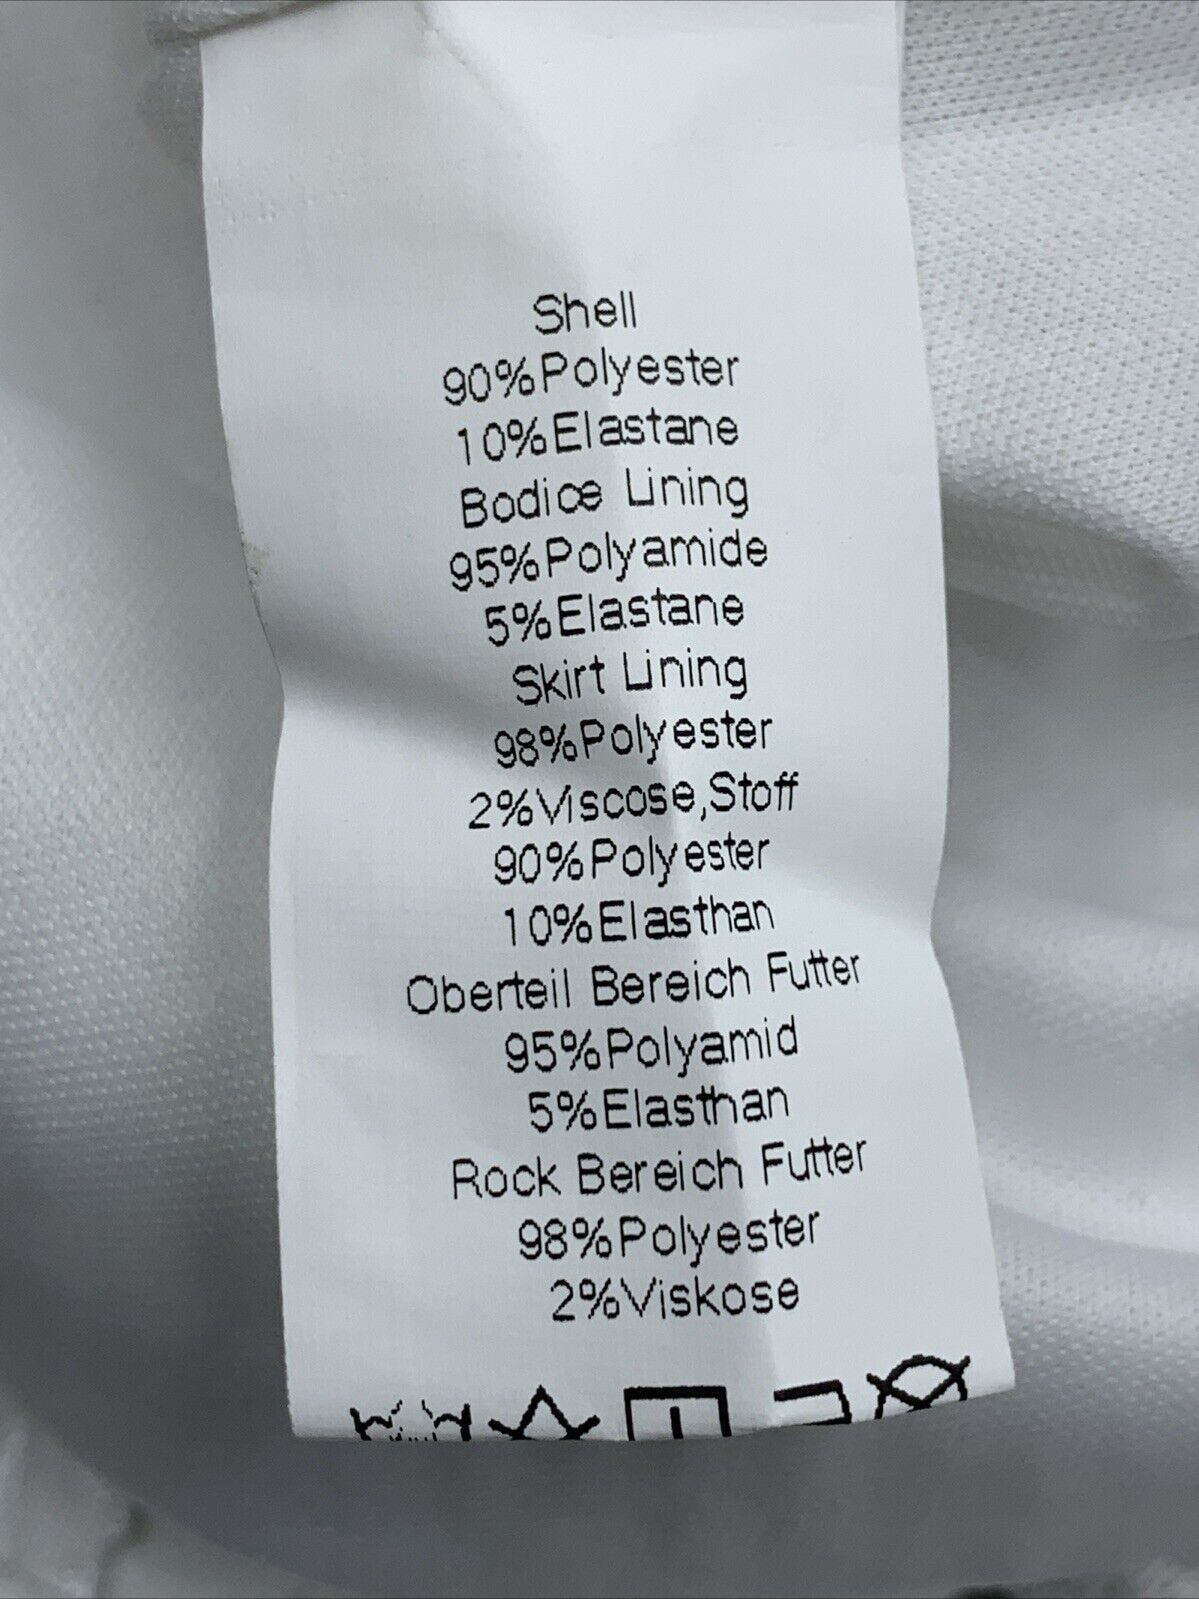 Shell
90%Polyester
10%Elastane
Bodice Lining
95%Polyamide
5%Elastane
Skirt Lining
98%Polyester
2%Viscose,Stoff
90%Polyester
10%Elasthan
Oberteil Bereich Futter
95%Polyamid
5%Elasthan
Rock Bereich Futter
98%Polyester
2%Viskose